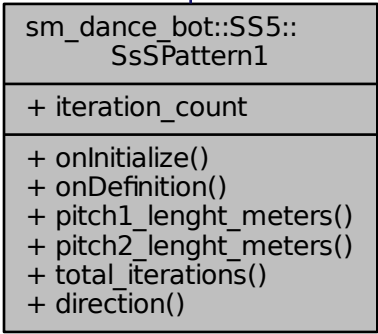 sm_dance_bot::SS5::
SsSPattern1
+ iteration_count
+ onInitialize()
+ onDefinition()
+ pitch1_lenght_meters()
+ pitch2_lenght_meters()
+ total_iterations()
+ direction()